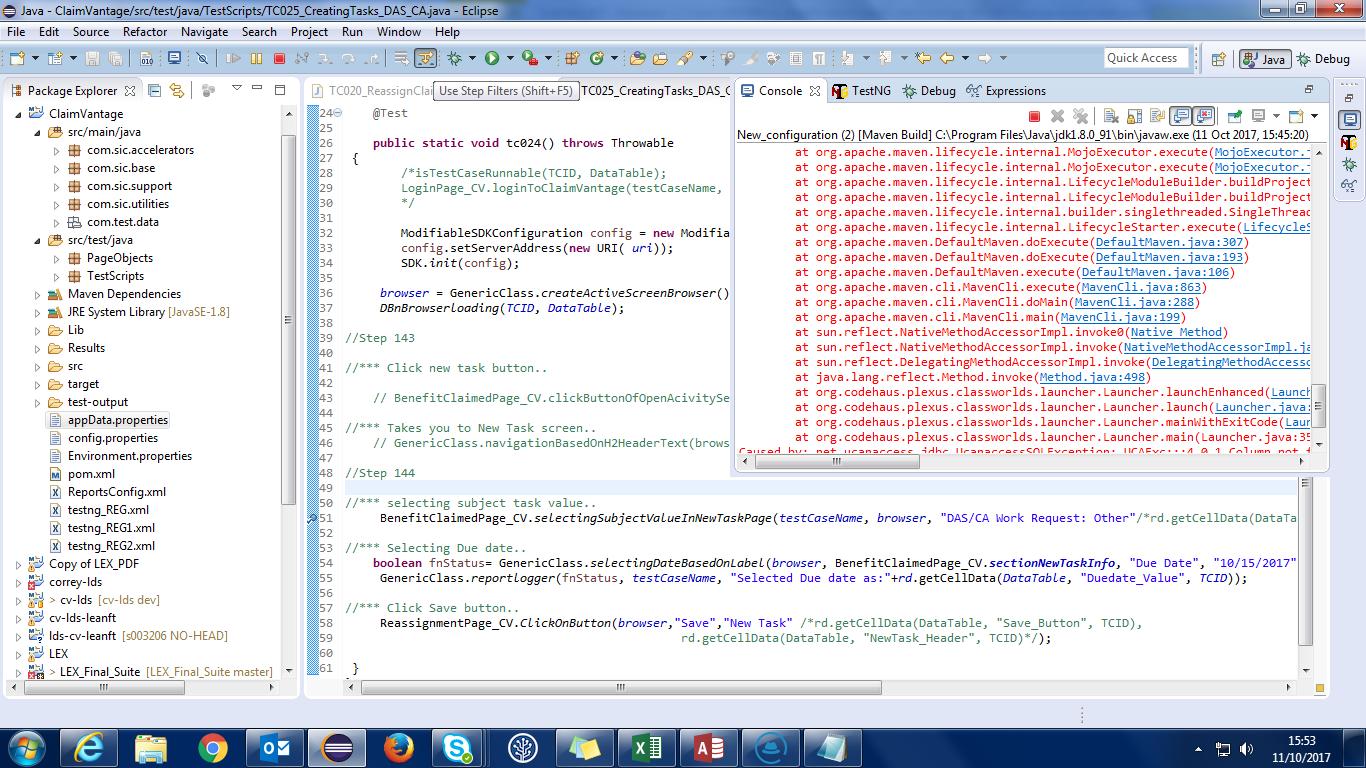 Java - ClaimVantage/src/test/java/TestScripts/TC025_CreatingTasks_DAS_CA.java - Eclipse
File Edit Source Refactor Navigate Search Project Run Window Help
Quick Access
Java
Debug
Package Explorer
ClaimVantage
src/main/java
com.sic.accelerators
com.sic.base
com.sic.support
com.sic.utilities
com.test.data
src/test/java
PageObjects
TestScripts
Maven Dependencies
JRE System Library [JavaSE-1.8]
Lib
Results
src
target
test-output
appData.properties
config.properties
Environment.properties
pom.xml
ReportsConfig.xml
testng_REG.xml
testng_REG1.xml
testng_REG2.xml
Copy of LEX_PDF
correy-lds
> cv-lds [cv-lds dev]
cv-lds-leanft
lds-cv-leanft [s003206 NO-HEAD]
LEX
> LEX_Final_Suite [LEX_Final_Suite master]
TC020_ReassignClai
Use Step Filters (Shift+F5)
TC025_CreatingTasks_DAS_C
24 @Test
25
26 public static void tc024() throws Throwable
27 {
28 /*isTestCaseRunnable(TCID, DataTable);
29 LoginPage_CV.loginToClaimVantage(testCaseName,
30 */
31
32 ModifiableSDKConfiguration config = new Modifia
33 config.setServerAddress(new URI( uri));
34 SDK.init(config);
35
36 browser = GenericClass.createActiveScreenBrowser()
37 DBnBrowserloading(TCID, DataTable);
38
39 //Step 143
40
41 //*** Click new task button..
42
43 // BenefitClaimedPage_CV.clickButtonOfOpenAcivitySe
44
45 //*** Takes you to New Task screen..
46 // GenericClass.navigationBasedOnH2HeaderText(brows
47
48 //Step 144
49
50 //*** selecting subject task value..
51 BenefitClaimedPage_CV.selectingSubjectValueInNewTaskPage(testCaseName, browser, "DAS/CA Work Request: Other"/*rd.getCellData(DataTa
52
53 //*** Selecting Due date..
54 boolean fnStatus= GenericClass.selectingDateBasedOnLabel(browser, BenefitClaimedPage_CV.sectionNewTaskInfo, "Due Date", "10/15/2017"
55 GenericClass.reportlogger(fnStatus, testCaseName, "Selected Due date as:"+rd.getCellData(DataTable, "Duedate_Value", TCID));
56
57 //*** Click Save button..
58 ReassignmentPage_CV.ClickOnButton(browser,"Save","New Task" /*rd.getCellData(DataTable, "Save_Button", TCID),
59 rd.getCellData(DataTable, "NewTask_Header", TCID)*/);
60
61 }
Console TestNG Debug Expressions
New_configuration (2) [Maven Build] C:\Program Files\Java\jdk1.8.0_91\bin\javaw.exe (11 Oct 2017, 15:45:20)
at org.apache.maven.lifecycle.internal.MojoExecutor.execute(MojoExecutor.
at org.apache.maven.lifecycle.internal.MojoExecutor.execute(MojoExecutor.
at org.apache.maven.lifecycle.internal.LifecycleModuleBuilder.buildProject
at org.apache.maven.lifecycle.internal.LifecycleModuleBuilder.buildProject
at org.apache.maven.lifecycle.internal.builder.singlethreaded.SingleThread
at org.apache.maven.lifecycle.internal.LifecycleStarter.execute(LifecycleS
at org.apache.maven.DefaultMaven.doExecute(DefaultMaven.java:307)
at org.apache.maven.DefaultMaven.doExecute(DefaultMaven.java:193)
at org.apache.maven.DefaultMaven.execute(DefaultMaven.java:106)
at org.apache.maven.cli.MavenCli.execute(MavenCli.java:863)
at org.apache.maven.cli.MavenCli.doMain(MavenCli.java:288)
at org.apache.maven.cli.MavenCli.main(MavenCli.java:199)
at sun.reflect.NativeMethodAccessorImpl.invoke0(Native Method)
at sun.reflect.NativeMethodAccessorImpl.invoke(NativeMethodAccessorImpl.ja
at sun.reflect.DelegatingMethodAccessorImpl.invoke(DelegatingMethodAccesso
at java.lang.reflect.Method.invoke(Method.java:498)
at org.codehaus.plexus.classworlds.launcher.Launcher.launchEnhanced(Launch
at org.codehaus.plexus.classworlds.launcher.Launcher.launch(Launcher.java:
at org.codehaus.plexus.classworlds.launcher.Launcher.mainWithExitCode(Laun
at org.codehaus.plexus.classworlds.launcher.Launcher.main(Launcher.java:35
Caused by: net.ucanaccess.jdbc.UcanaccessSQLException: UCAExc:::4.0.1 Column not f
15:53
11/10/2017